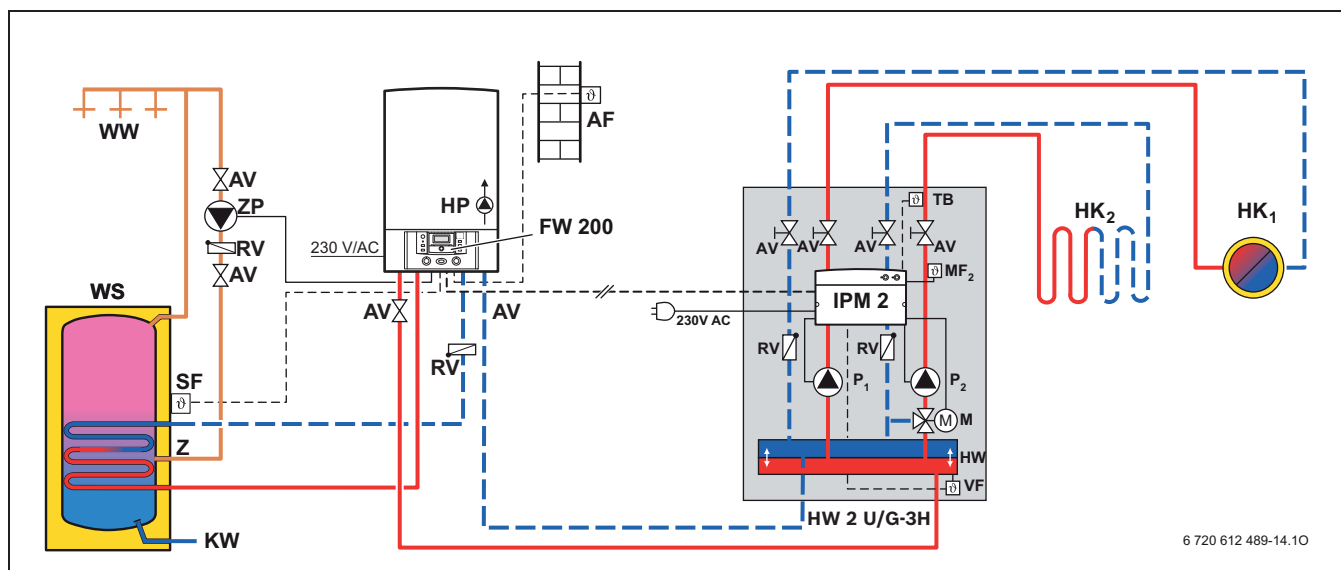 WW
AV
ZP
RV
AV
WS
SF
ϑ
Z
KW
230 V/AC
HP
FW 200
ϑ
AF
AV
AV
RV
230V AC
AV
AV
AV
AV
ϑ
TB
ϑ
MF₂
IPM 2
RV
RV
P₁
P₂
M
M
HW
ϑ
VF
HW 2 U/G-3H
HK₂
HK₁
6 720 612 489-14.1O